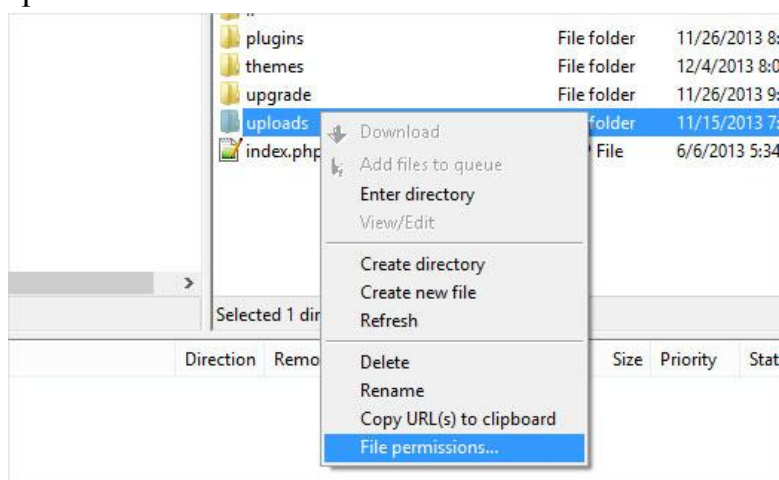 plugins File folder 11/26/2013 8:
themes File folder 12/4/2013 8:0
upgrade File folder 11/26/2013 9:
uploads folder 11/15/2013 7:
index.php File 6/6/2013 5:34
Download
Add files to queue
Enter directory
View/Edit
Create directory
Create new file
Refresh
Selected 1 dir
Direction Remo Size Priority Stat
Delete
Rename
Copy URL(s) to clipboard
File permissions...